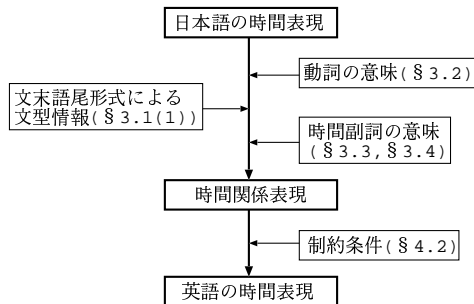 日本語の時間表現
動詞の意味(§3.2)
文末語尾形式による
文型情報(§3.1(1))
時間副詞の意味
(§3.3,§3.4)
時間関係表現
制約条件(§4.2)
英語の時間表現